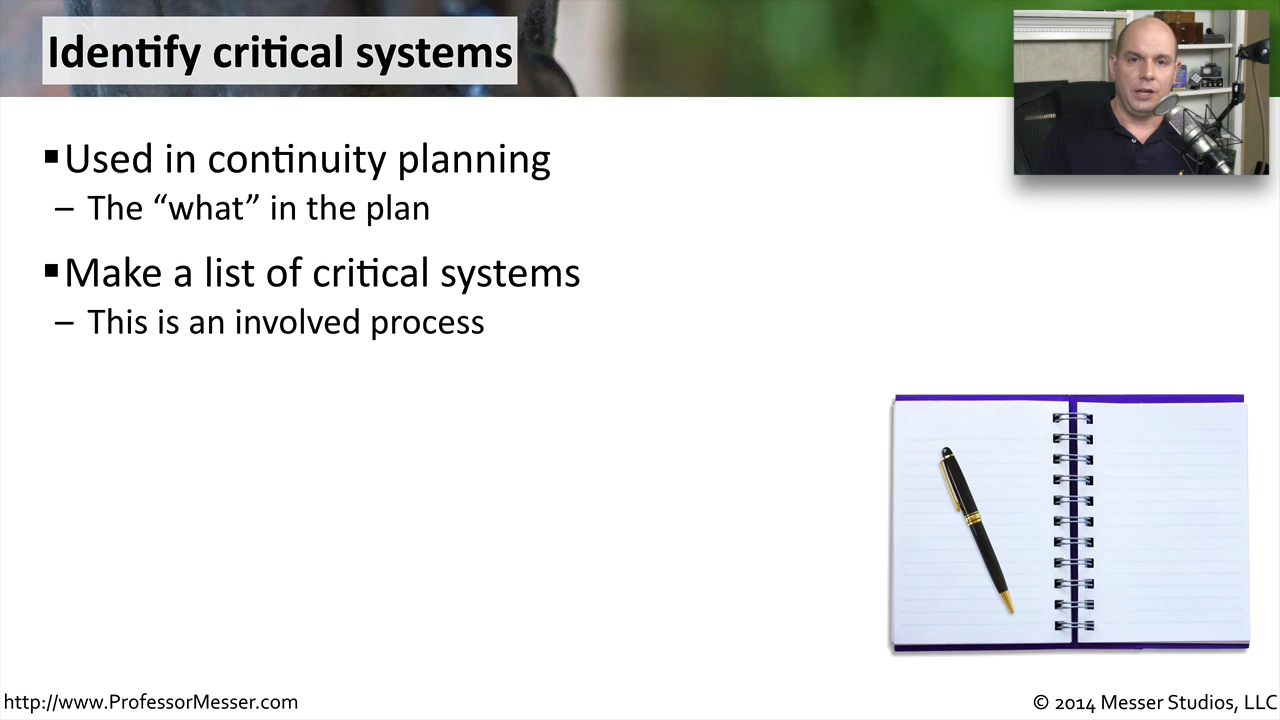 Identify critical systems
▪Used in continuity planning
– The “what” in the plan
▪Make a list of critical systems
– This is an involved process
http://www.ProfessorMesser.com
© 2014 Messer Studios, LLC